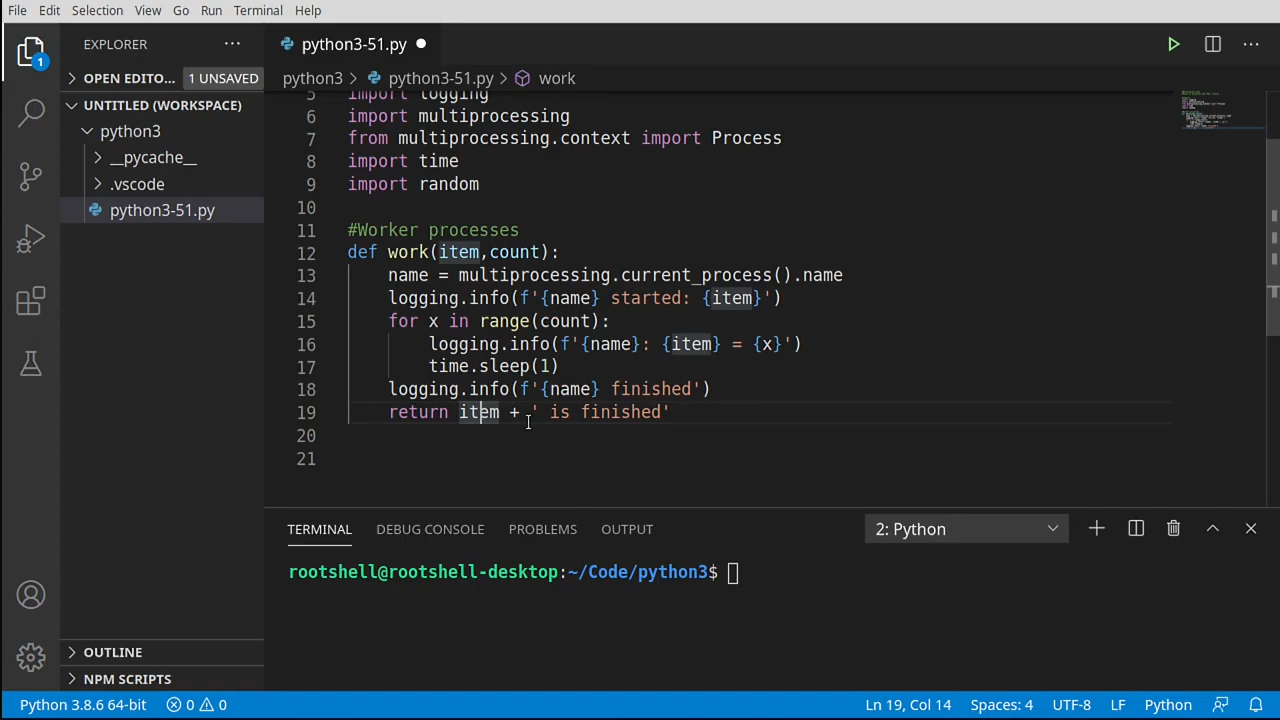 File Edit Selection View Go Run Terminal Help
EXPLORER
python3-51.py
OPEN EDITO... 1 UNSAVED
python3 > python3-51.py > work
UNTITLED (WORKSPACE)
python3
__pycache__
.vscode
python3-51.py
5 import logging
6 import multiprocessing
7 from multiprocessing.context import Process
8 import time
9 import random
10
11 #Worker processes
12 def work(item,count):
13 name = multiprocessing.current_process().name
14 logging.info(f'{name} started: {item}')
15 for x in range(count):
16 logging.info(f'{name}: {item} = {x}')
17 time.sleep(1)
18 logging.info(f'{name} finished')
19 return item + ' is finished'
20
21
TERMINAL DEBUG CONSOLE PROBLEMS OUTPUT 2: Python
rootshell@rootshell-desktop:~/Code/python3$
1
OUTLINE
NPM SCRIPTS
Python 3.8.6 64-bit 0 0 Ln 19, Col 14 Spaces: 4 UTF-8 LF Python